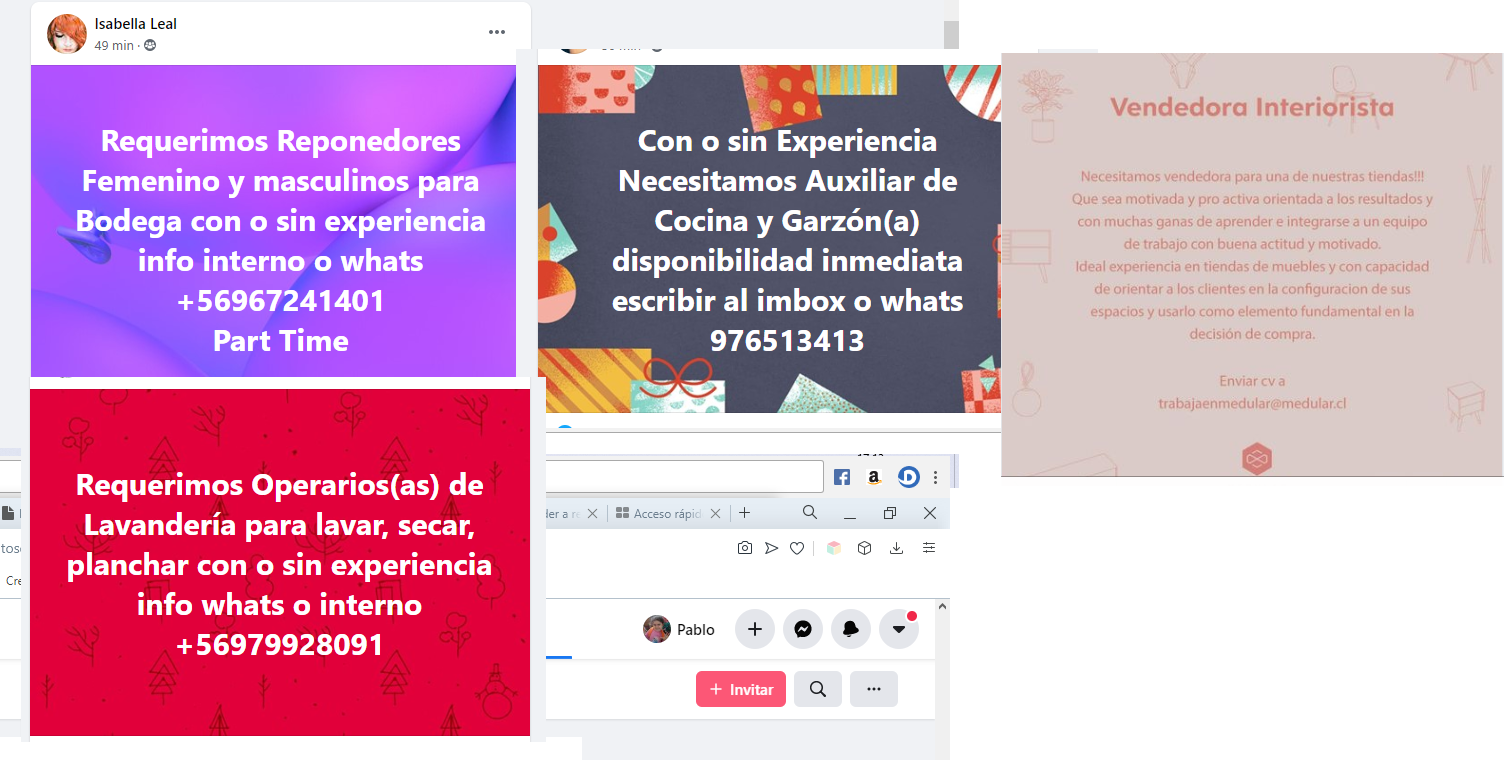 Isabella Leal
49 min ·
Requerimos Reponedores
Femenino y masculinos para
Bodega con o sin experiencia
info interno o whats
+56967241401
Part Time
Con o sin Experiencia
Necesitamos Auxiliar de
Cocina y Garzón(a)
disponibilidad inmediata
escribir al imbox o whats
976513413
Vendedora Interiorista
Necesitamos vendedora para una de nuestras tiendas!!!
Que sea motivada y pro activa orientada a los resultados y
con muchas ganas de aprender e integrarse a un equipo
de trabajo con buena actitud y motivado.
Ideal experiencia en tiendas de muebles y con capacidad
de orientar a los clientes en la configuracion de sus
espacios y usarlo como elemento fundamental en la
decisión de compra.
Enviar cv a
trabajaenmedular@medular.cl
Requerimos Operarios(as) de
Lavandería para lavar, secar,
planchar con o sin experiencia
info whats o interno
+56979928091
Acceso rápid
Pablo
+ Invitar